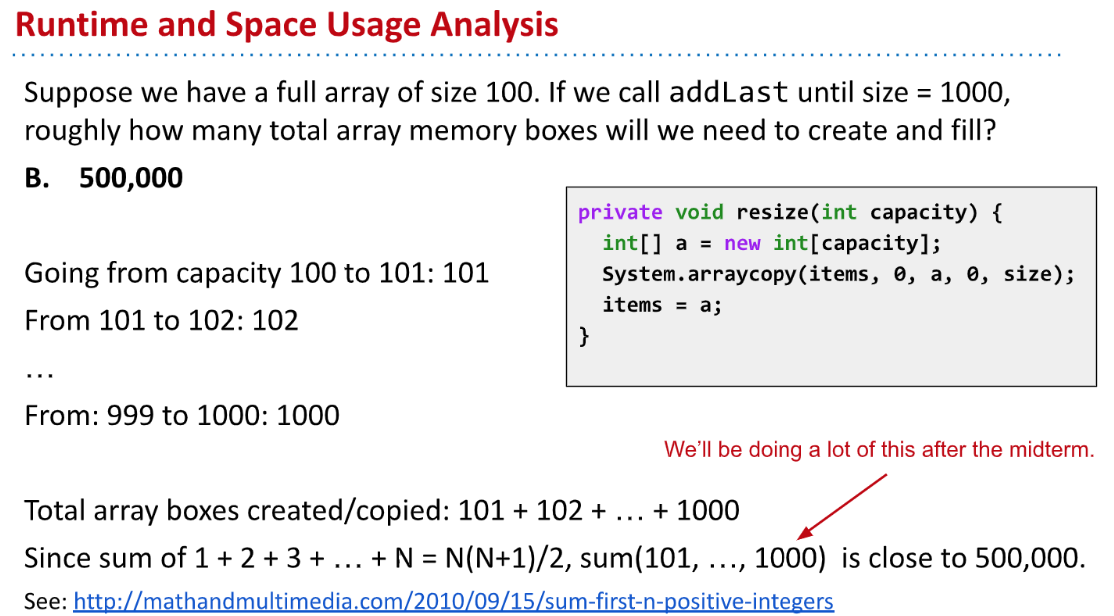 Runtime and Space Usage Analysis
Suppose we have a full array of size 100. If we call addLast until size = 1000,
roughly how many total array memory boxes will we need to create and fill?
B. 500,000
private void resize(int capacity) {
int[] a = new int[capacity];
System.arraycopy(items, 0, a, 0, size);
items = a;
}
Going from capacity 100 to 101: 101
From 101 to 102: 102
...
From: 999 to 1000: 1000
We'll be doing a lot of this after the midterm.
Total array boxes created/copied: 101 + 102 + ... + 1000
Since sum of 1 + 2 + 3 + ... + N = N(N+1)/2, sum(101, ..., 1000) is close to 500,000.
See: http://mathandmultimedia.com/2010/09/15/sum-first-n-positive-integers